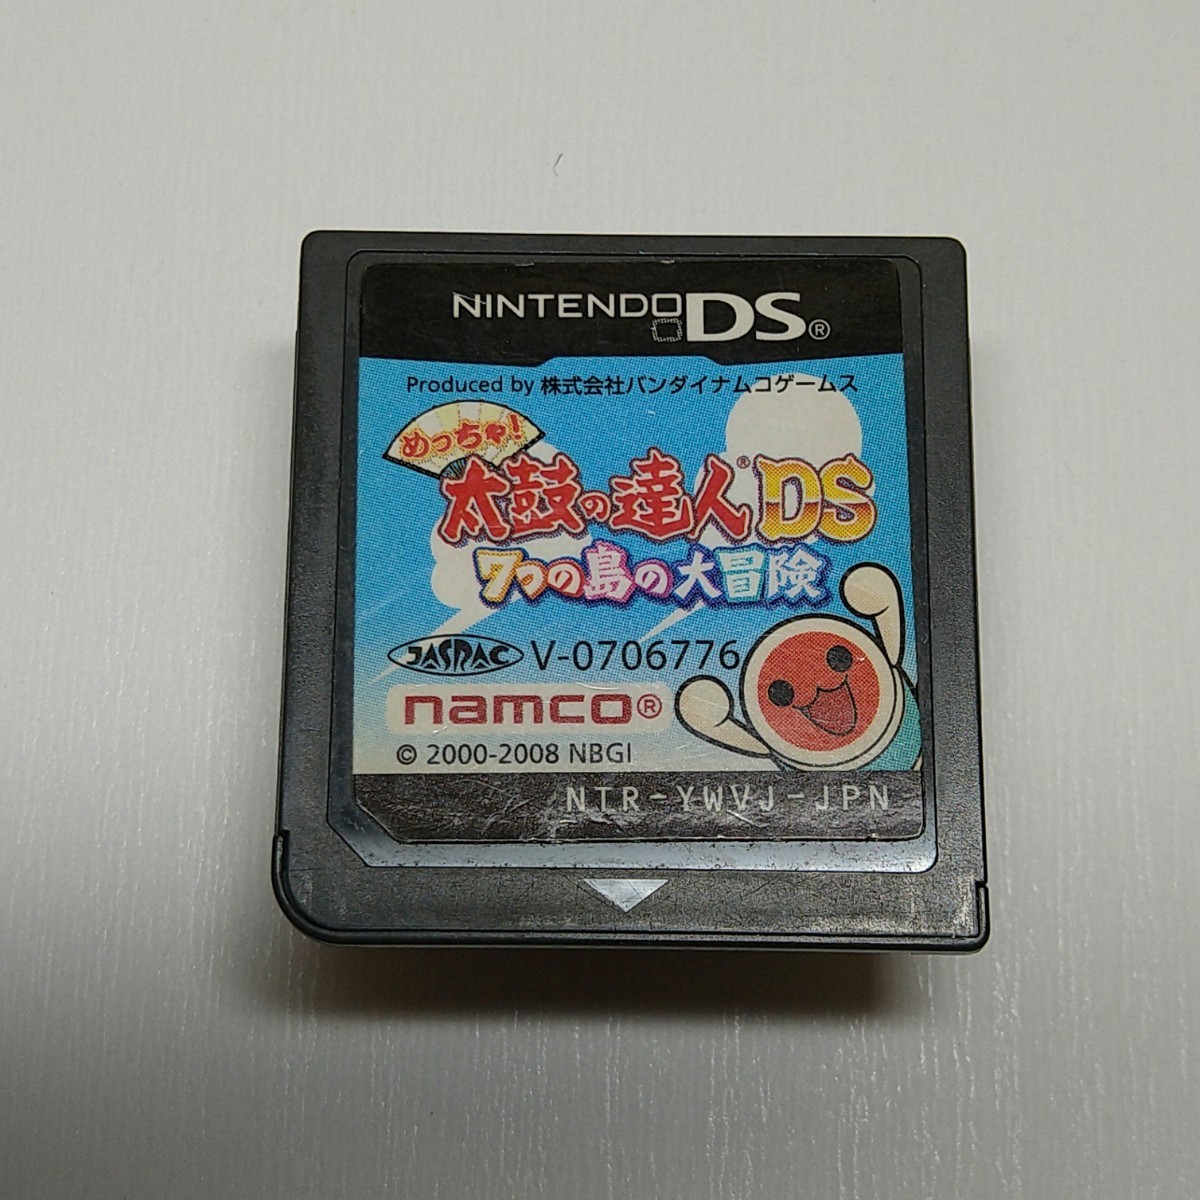 NINTENDO DS®
Produced by 株式会社バンダイナムコゲームス
めっちゃ!
太鼓の達人®DS
7つの島の大冒険
JASRAC V-0706776
namco®
© 2000-2008 NBGI
NTR-YWVJ-JPN